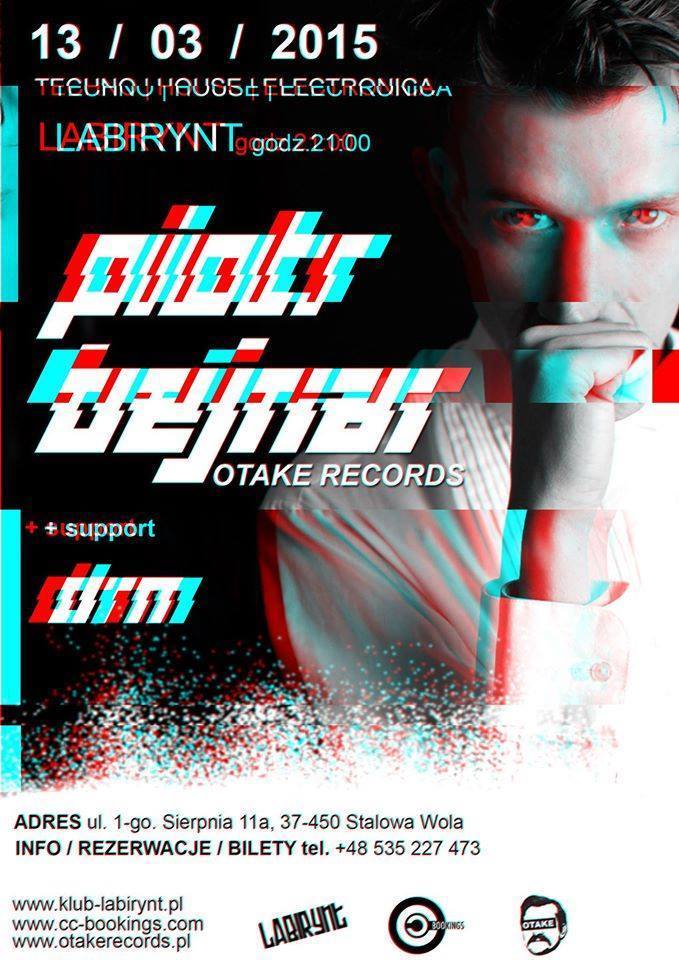 13 / 03 / 2015
TECHNO | HOUSE | ELECTRONICA
LABIRYNT godz.21:00
piotr
bejnar
OTAKE RECORDS
+ support
drm
ADRES ul. 1-go. Sierpnia 11a, 37-450 Stalowa Wola
INFO / REZERWACJE / BILETY tel. +48 535 227 473
www.klub-labirynt.pl
www.cc-bookings.com
www.otakerecords.pl
LABIRYNT
BOOKINGS
OTAKE